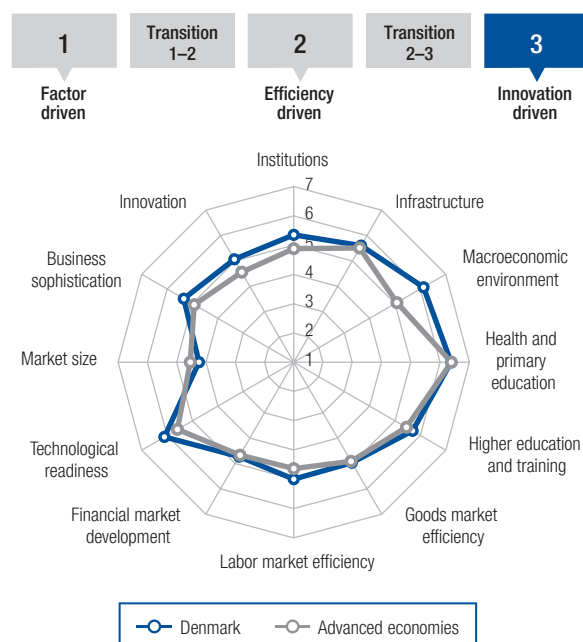 1
Transition
1–2
2
Transition
2–3
3
Factor
driven
Efficiency
driven
Innovation
driven
Institutions
Infrastructure
Macroeconomic
environment
Health and
primary
education
Higher education
and training
Goods market
efficiency
Labor market efficiency
Financial market
development
Technological
readiness
Market size
Business
sophistication
Innovation
7
6
5
4
3
2
1
Denmark
Advanced economies